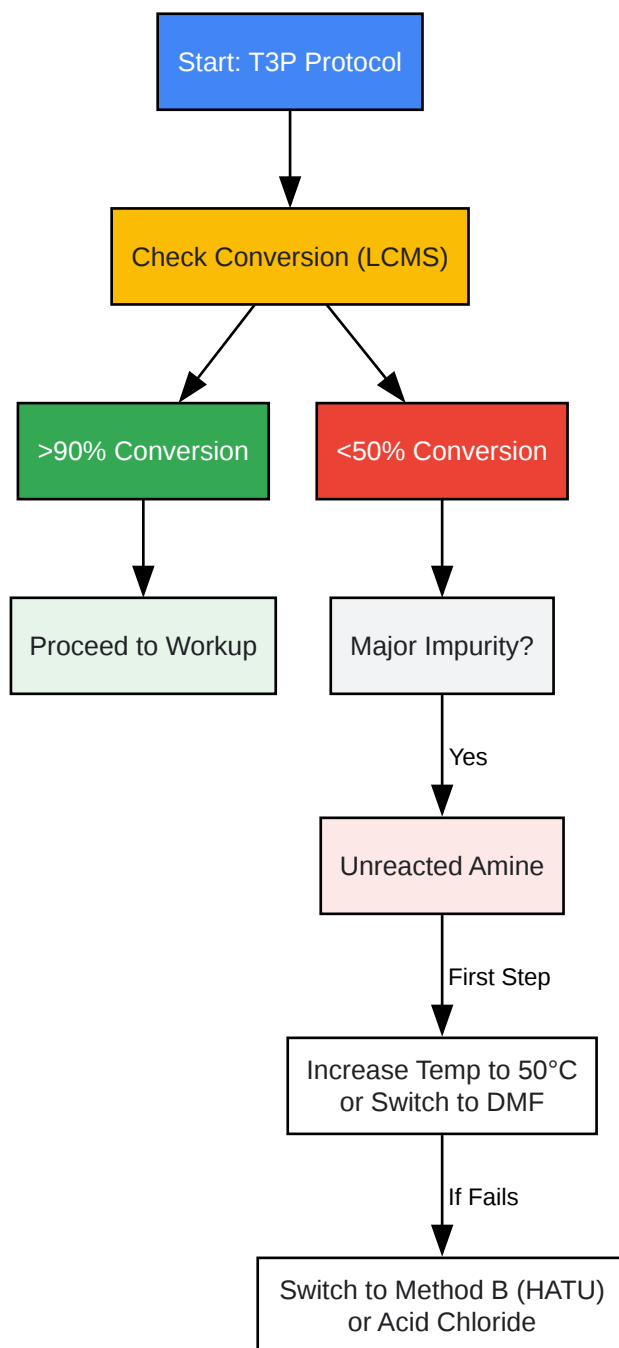 Start: T3P Protocol
Check Conversion (LCMS)
>90% Conversion
<50% Conversion
Proceed to Workup
Major Impurity?
Yes
Unreacted Amine
First Step
Increase Temp to 50°C
or Switch to DMF
If Fails
Switch to Method B (HATU)
or Acid Chloride